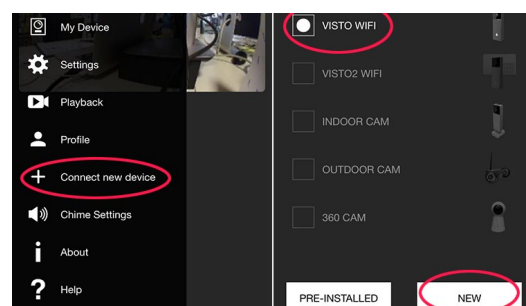 My Device
Settings
Playback
Profile
Connect new device
Chime Settings
About
Help
VISTO WIFI
VISTO2 WIFI
INDOOR CAM
OUTDOOR CAM
360 CAM
PRE-INSTALLED
NEW